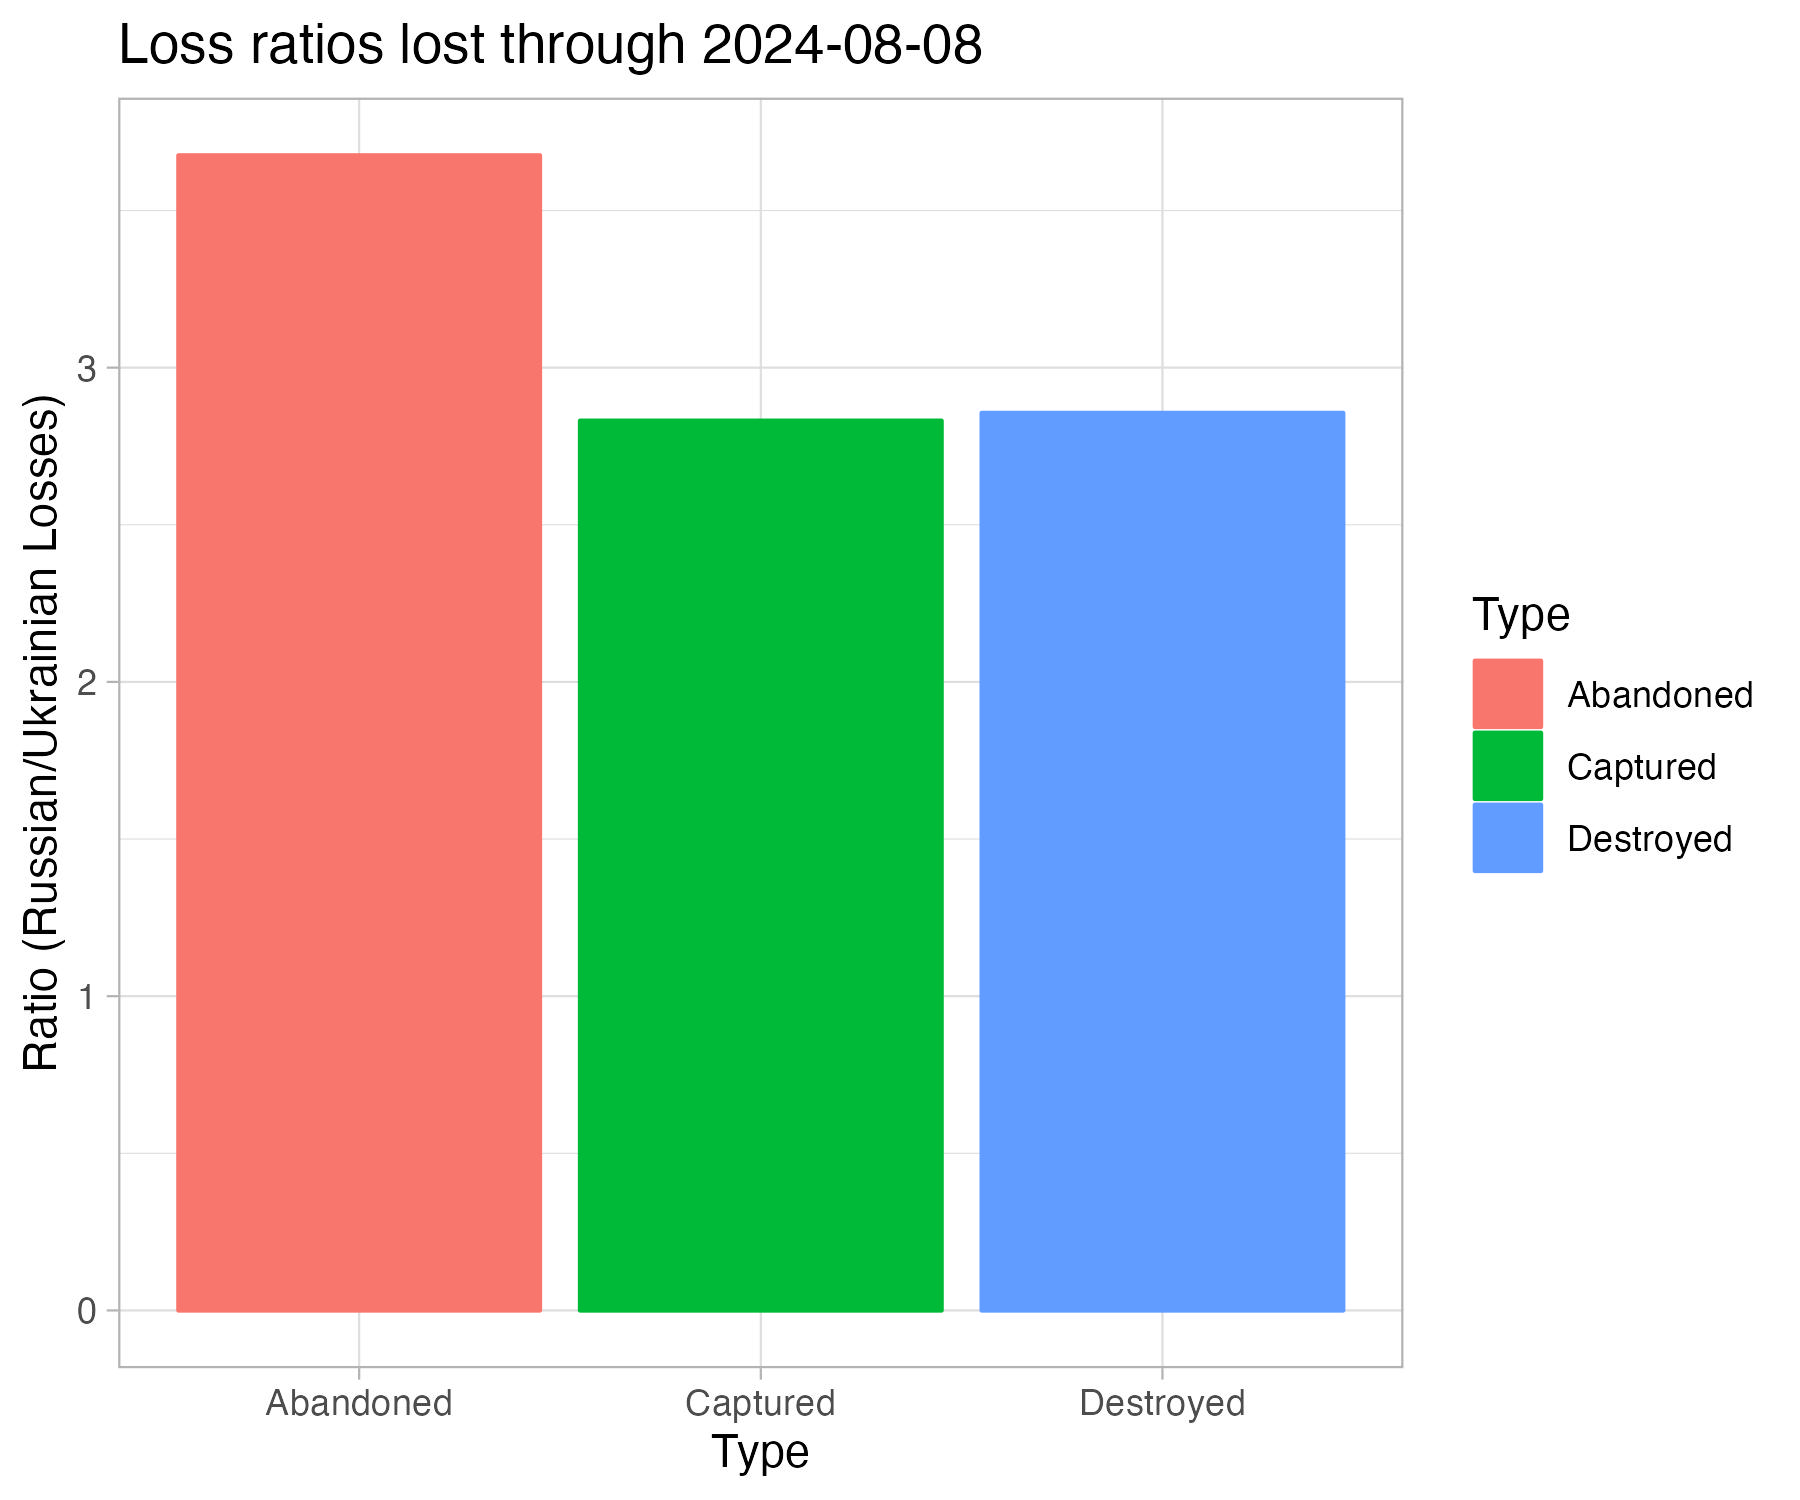 Loss ratios lost through 2024-08-08
Ratio (Russian/Ukrainian Losses)
3
2
1
0
Abandoned
Captured
Destroyed
Type
Type
Abandoned
Captured
Destroyed